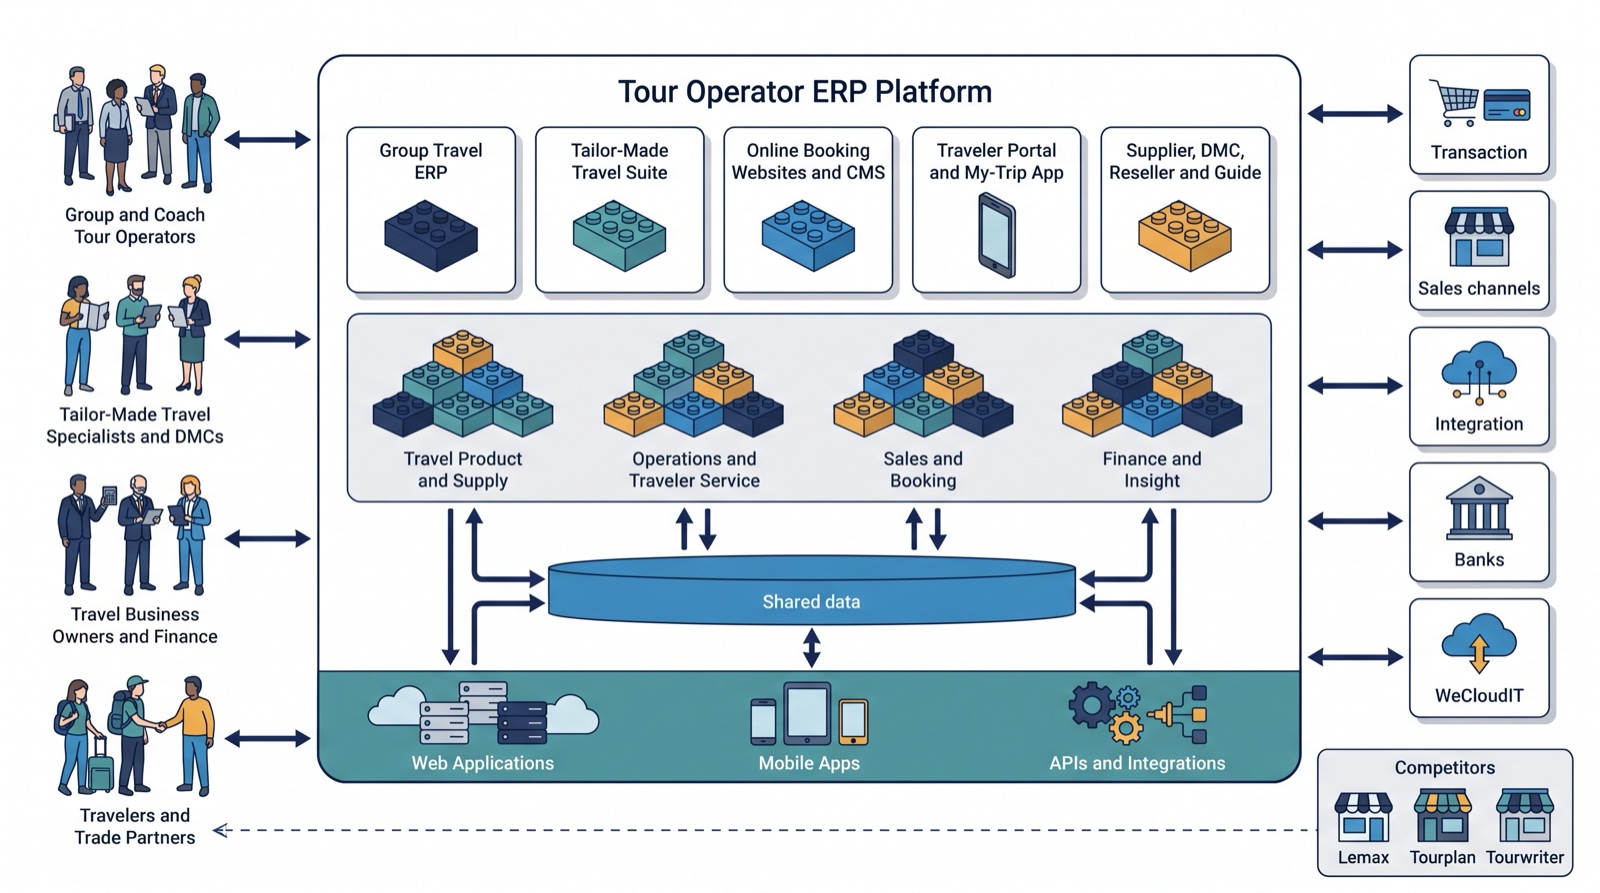 Tour Operator ERP Platform
Group Travel
ERP
Tailor-Made
Travel Suite
Online Booking
Websites and CMS
Traveler Portal
and My-Trip App
Supplier, DMC,
Reseller and Guide
Travel Product
and Supply
Operations and
Traveler Service
Sales and
Booking
Finance and
Insight
Shared data
Web Applications
Mobile Apps
APIs and Integrations
Group and Coach
Tour Operators
Tailor-Made Travel
Specialists and DMCs
Travel Business
Owners and Finance
Travelers and
Trade Partners
Transaction
Sales channels
Integration
Banks
WeCloudIT
Competitors
Lemax
Tourplan
Tourwriter